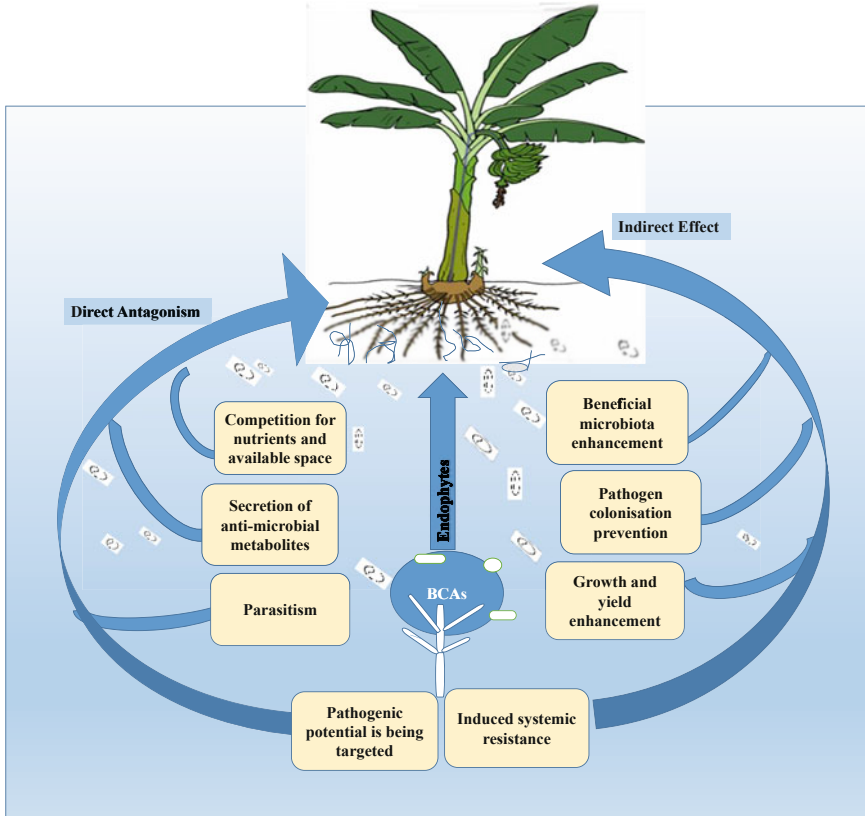 Indirect Effect
Direct Antagonism
Competition for
nutrients and
available space
Secretion of
anti-microbial
metabolites
Parasitism
Pathogenic
potential is being
targeted
Endophytes
BCAs
Beneficial
microbiota
enhancement
Pathogen
colonisation
prevention
Growth and
yield
enhancement
Induced systemic
resistance